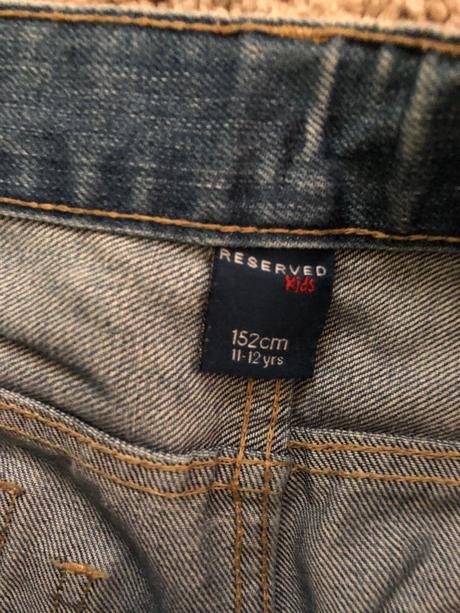 RESERVED
Kids
152cm
11-12 yrs